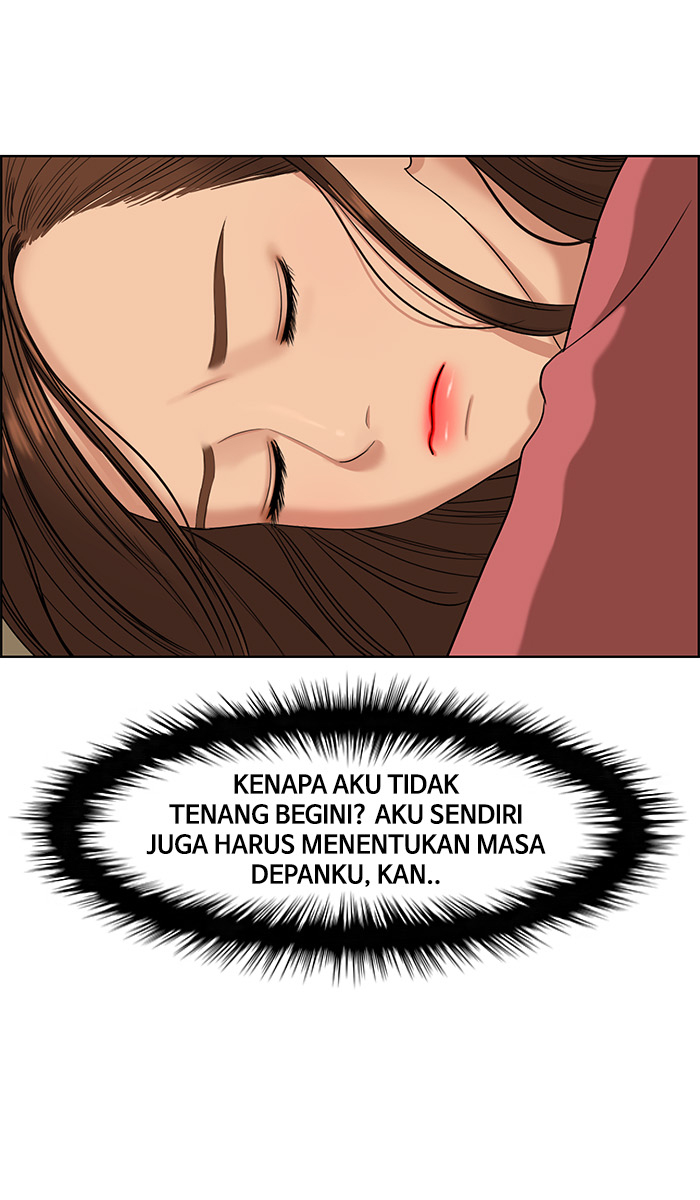 KENAPA AKU TIDAK
TENANG BEGINI? AKU SENDIRI
JUGA HARUS MENENTUKAN MASA
DEPANKU, KAN..